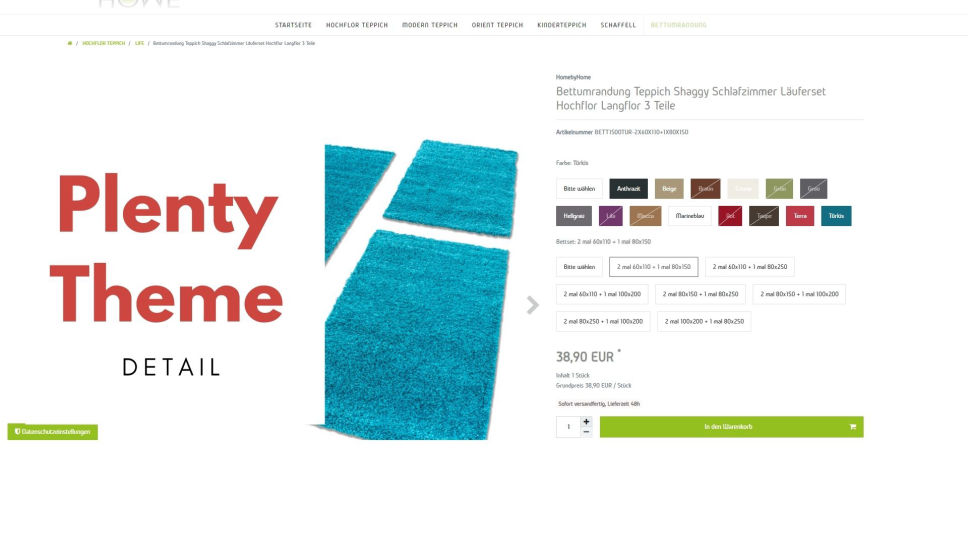 HOME
STARTSEITE HOCHFLOR TEPPICH MODERN TEPPICH ORIENT TEPPICH KINDERTEPPICH SCHAFFELL BETTUMRANDUNG
/ HOCHFLOR TEPPICH / LIFE / Bettumrandung Teppich Shaggy Schlafzimmer Läuferset Hochflor Langflor 3 Teile
HomebyHome
Bettumrandung Teppich Shaggy Schlafzimmer Läuferset
Hochflor Langflor 3 Teile
Artikelnummer BETT1500TUR-2X60X110+1X80X150
Farbe: Türkis
Bitte wählen Anthrazit Beige Braun Creme Grün Grau
Hellgrau Lila Mocca Marineblau Rot Taupe Terra Türkis
Bettset: 2 mal 60x110 + 1 mal 80x150
Bitte wählen 2 mal 60x110 + 1 mal 80x150 2 mal 60x110 + 1 mal 80x250
2 mal 60x110 + 1 mal 100x200 2 mal 80x150 + 1 mal 80x250 2 mal 80x150 + 1 mal 100x200
2 mal 80x250 + 1 mal 100x200 2 mal 100x200 + 1 mal 80x250
38,90 EUR *
Inhalt 1 Stück
Grundpreis 38,90 EUR / Stück
Sofort versandfertig, Lieferzeit 48h
1 + −
In den Warenkorb
Plenty
Theme
DETAIL
Datenschutzeinstellungen